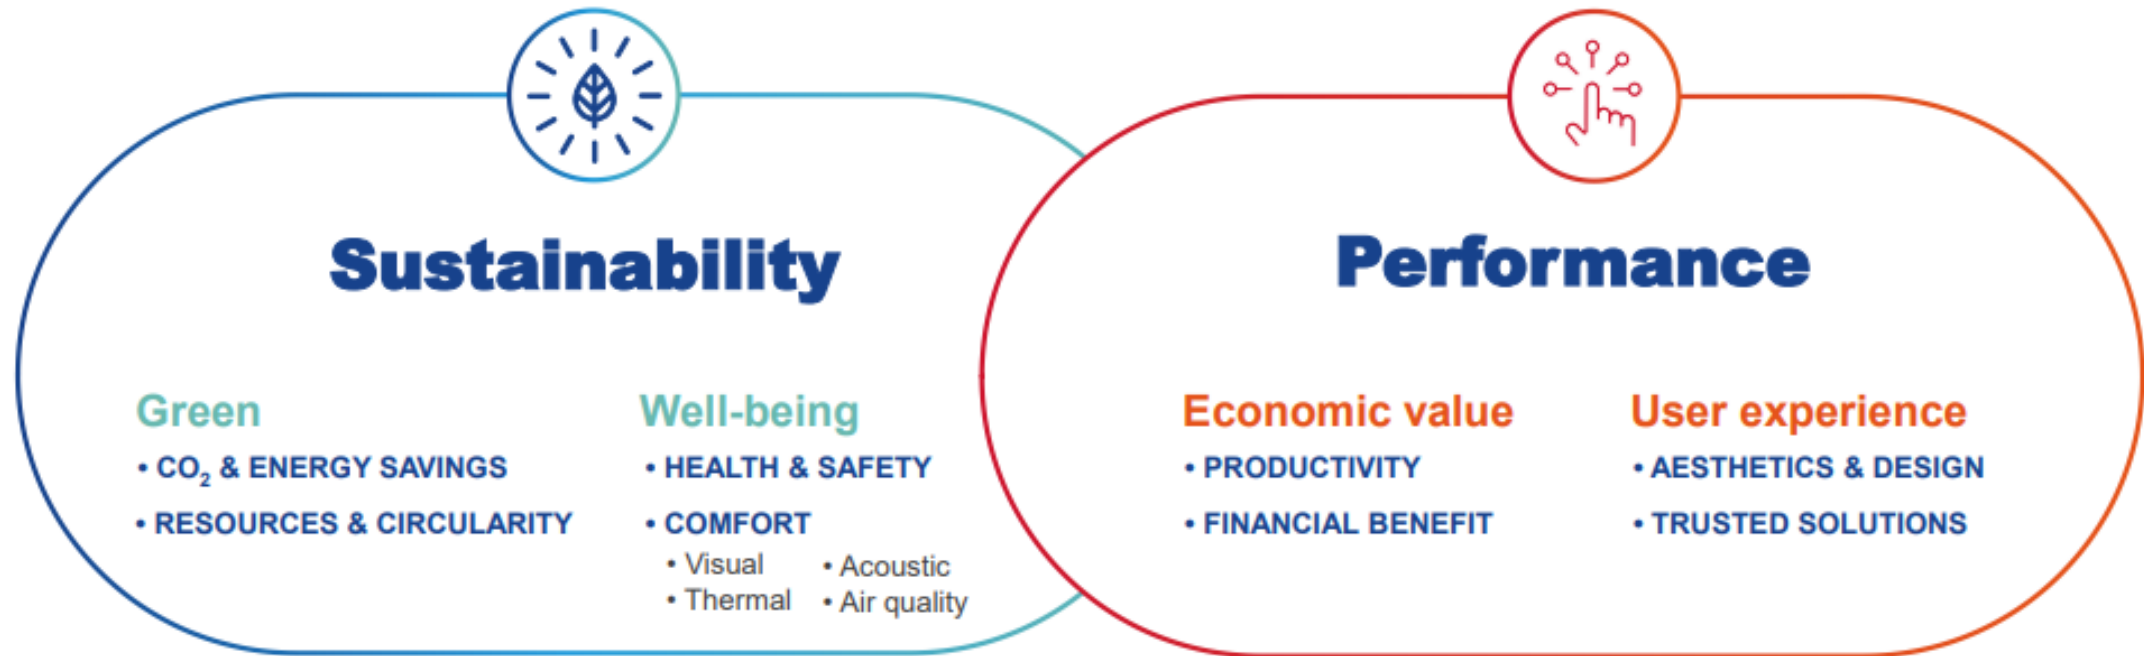 Sustainability
Green
• CO₂ & ENERGY SAVINGS
• RESOURCES & CIRCULARITY
Well-being
• HEALTH & SAFETY
• COMFORT
• Visual
• Thermal
• Acoustic
• Air quality
Performance
Economic value
• PRODUCTIVITY
• FINANCIAL BENEFIT
User experience
• AESTHETICS & DESIGN
• TRUSTED SOLUTIONS